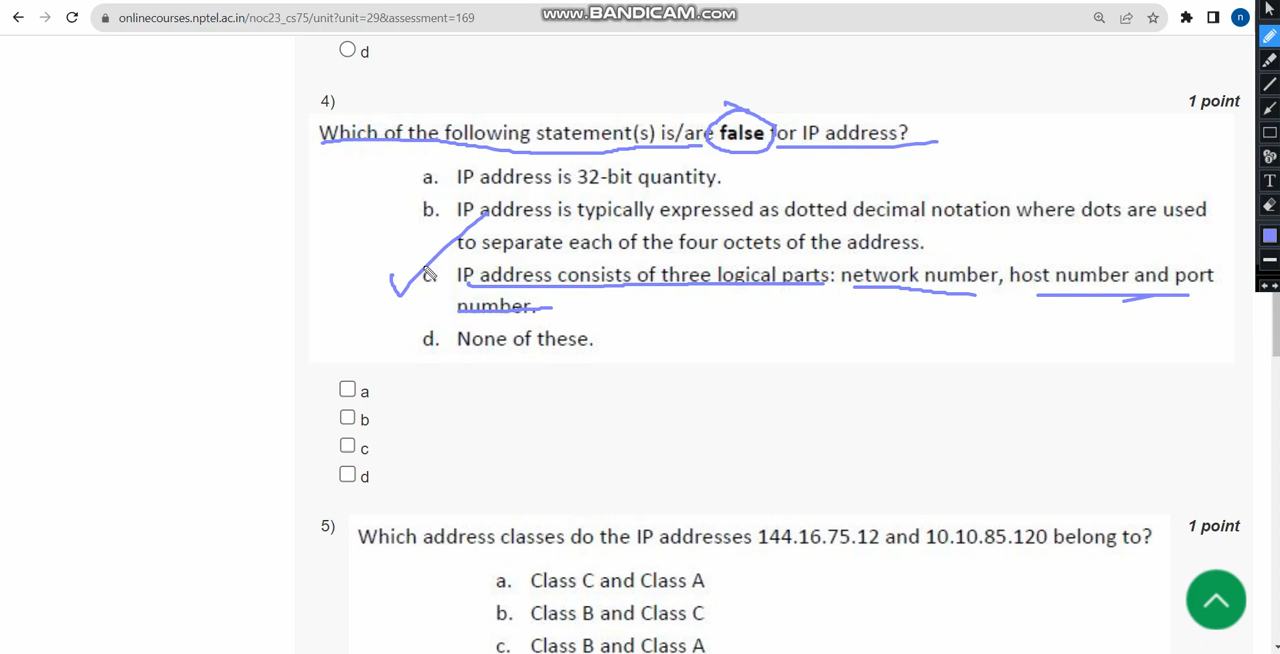 www.BANDICAM.com
onlinecourses.nptel.ac.in/noc23_cs75/unit?unit=29&assessment=169
n
d
4)
1 point
Which of the following statement(s) is/are false for IP address?
a. IP address is 32-bit quantity.
b. IP address is typically expressed as dotted decimal notation where dots are used
to separate each of the four octets of the address.
c. IP address consists of three logical parts: network number, host number and port
number.
d. None of these.
a
b
c
d
5)
1 point
Which address classes do the IP addresses 144.16.75.12 and 10.10.85.120 belong to?
a. Class C and Class A
b. Class B and Class C
c. Class B and Class A
T